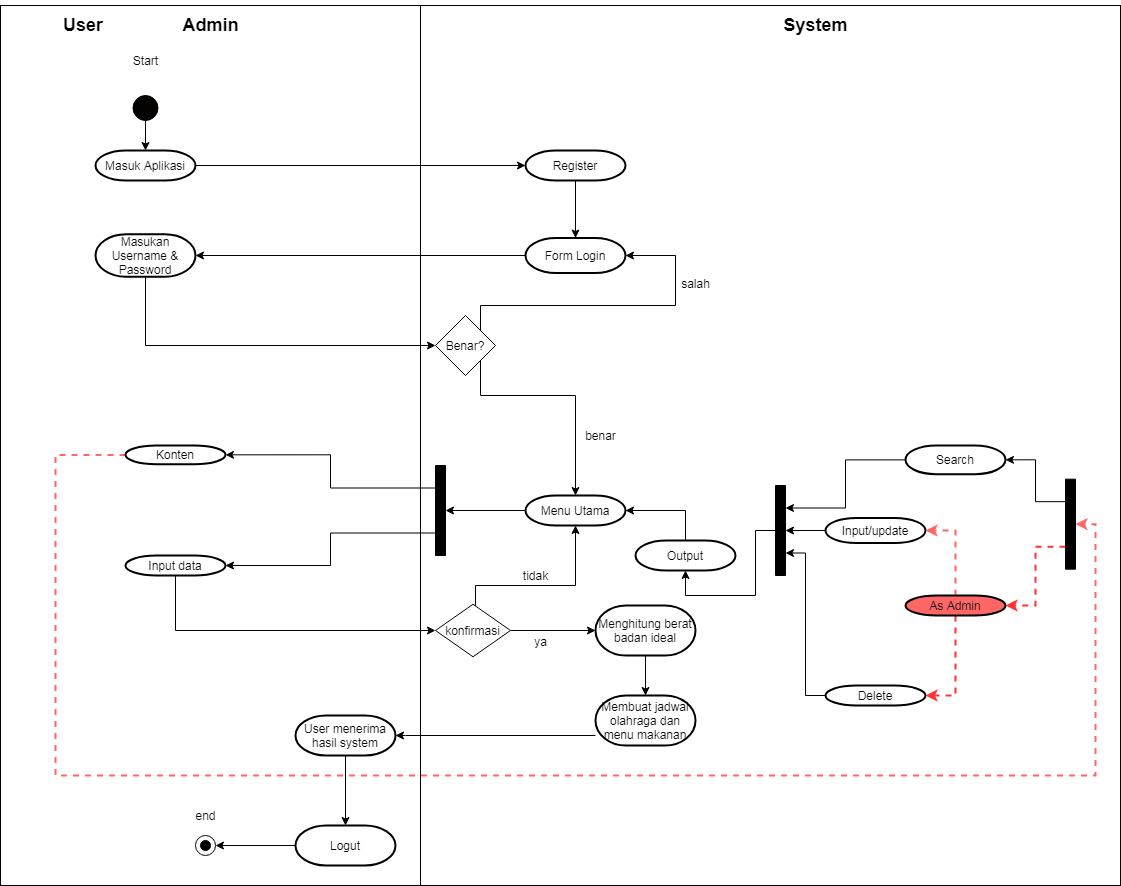 User
Admin
System
Start
Masuk Aplikasi
Register
Masukan
Username &
Password
Form Login
salah
Benar?
benar
Konten
Search
Menu Utama
Input/update
Output
Input data
tidak
As Admin
konfirmasi
ya
Menghitung berat
badan ideal
Delete
Membuat jadwal
olahraga dan
menu makanan
User menerima
hasil system
end
Logut